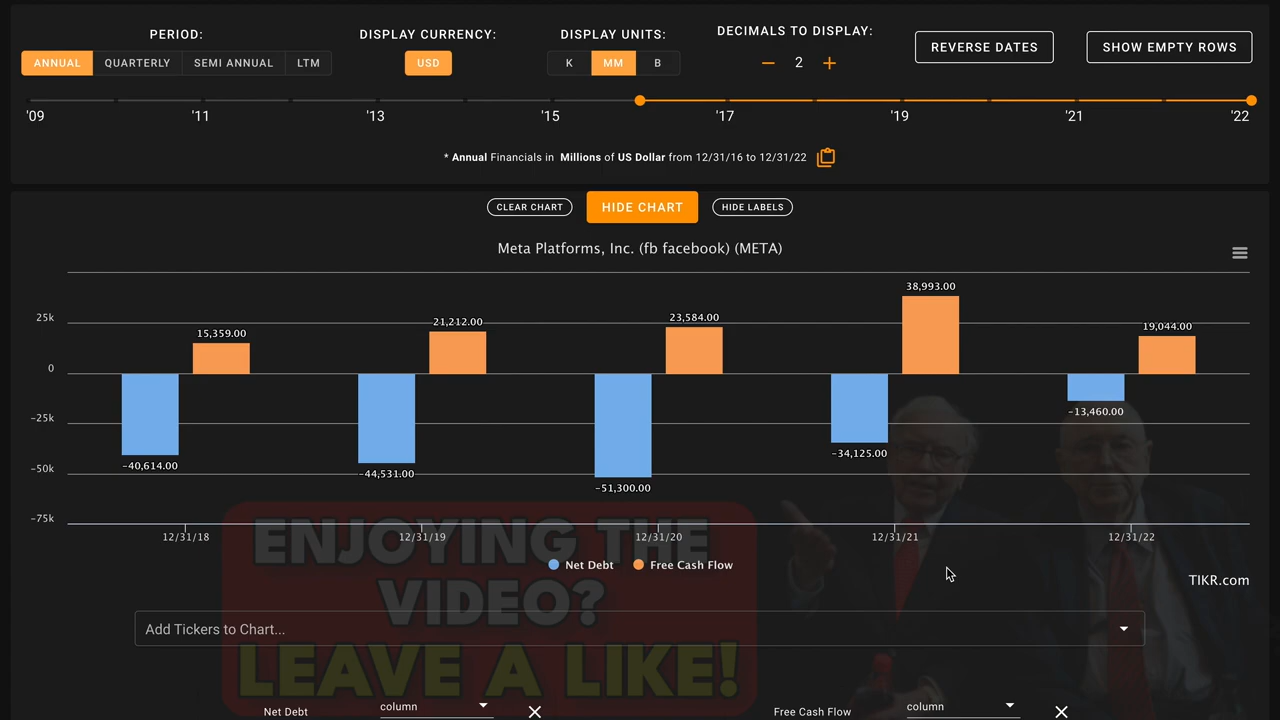 PERIOD: DISPLAY CURRENCY: DISPLAY UNITS: DECIMALS TO DISPLAY:
ANNUAL QUARTERLY SEMI ANNUAL LTM USD K MM B 2 REVERSE DATES SHOW EMPTY ROWS
'09 '11 '13 '15 '17 '19 '21 '22
* Annual Financials in Millions of US Dollar from 12/31/16 to 12/31/22
CLEAR CHART HIDE CHART HIDE LABELS
Meta Platforms, Inc. (fb facebook) (META)
38,993.00
25k 15,359.00 21,212.00 23,584.00 19,044.00
0
-25k -13,460.00
-34,125.00
-50k -40,614.00 -44,531.00
-51,300.00
-75k
12/31/18 12/31/19 12/31/20 12/31/21 12/31/22
Net Debt Free Cash Flow
TIKR.com
ENJOYING THE
VIDEO?
Add Tickers to Chart...
LEAVE A LIKE!
Net Debt column Free Cash Flow column